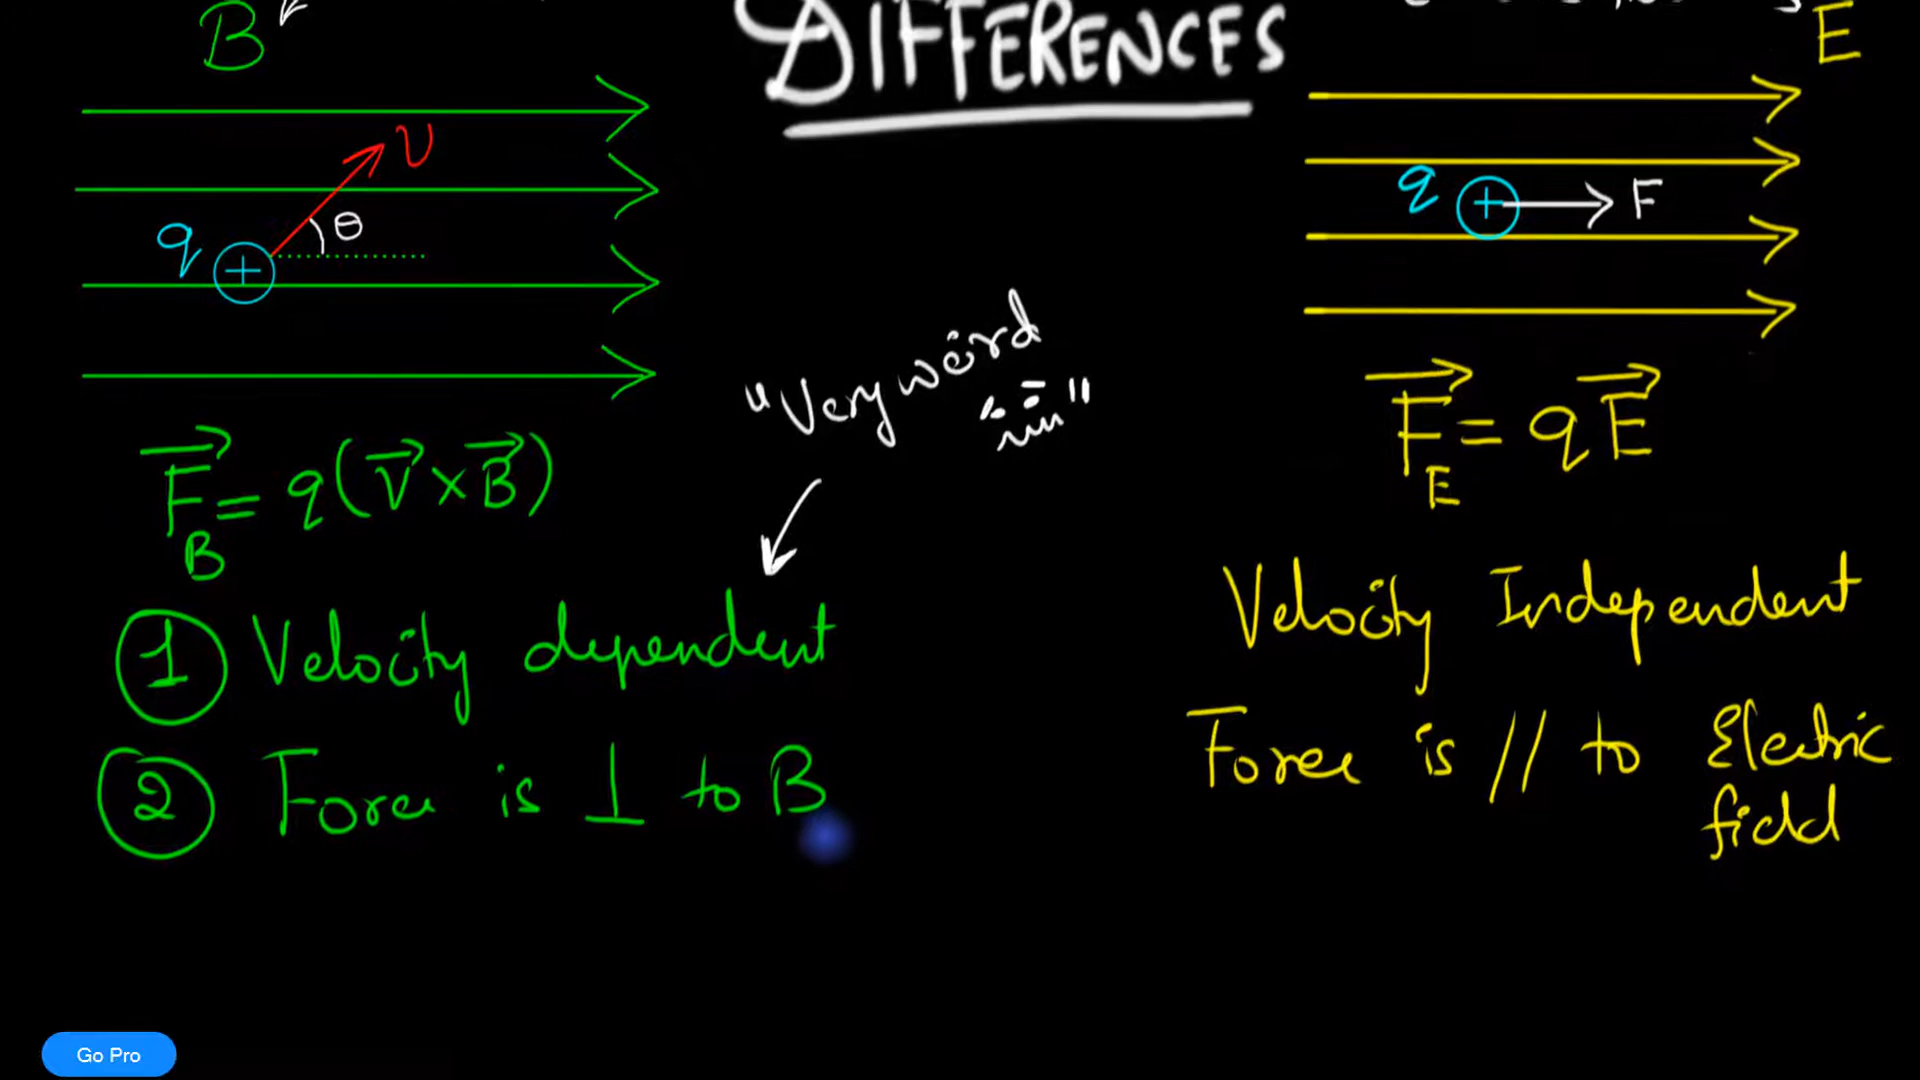 DIFFERENCES
B
v
θ
q
E
q
F
"Very weird
"
F_B = q(v×B)
F_E = qE
① Velocity dependent
② Force is ⊥ to B
Velocity Independent
Force is // to Electric
field
Go Pro